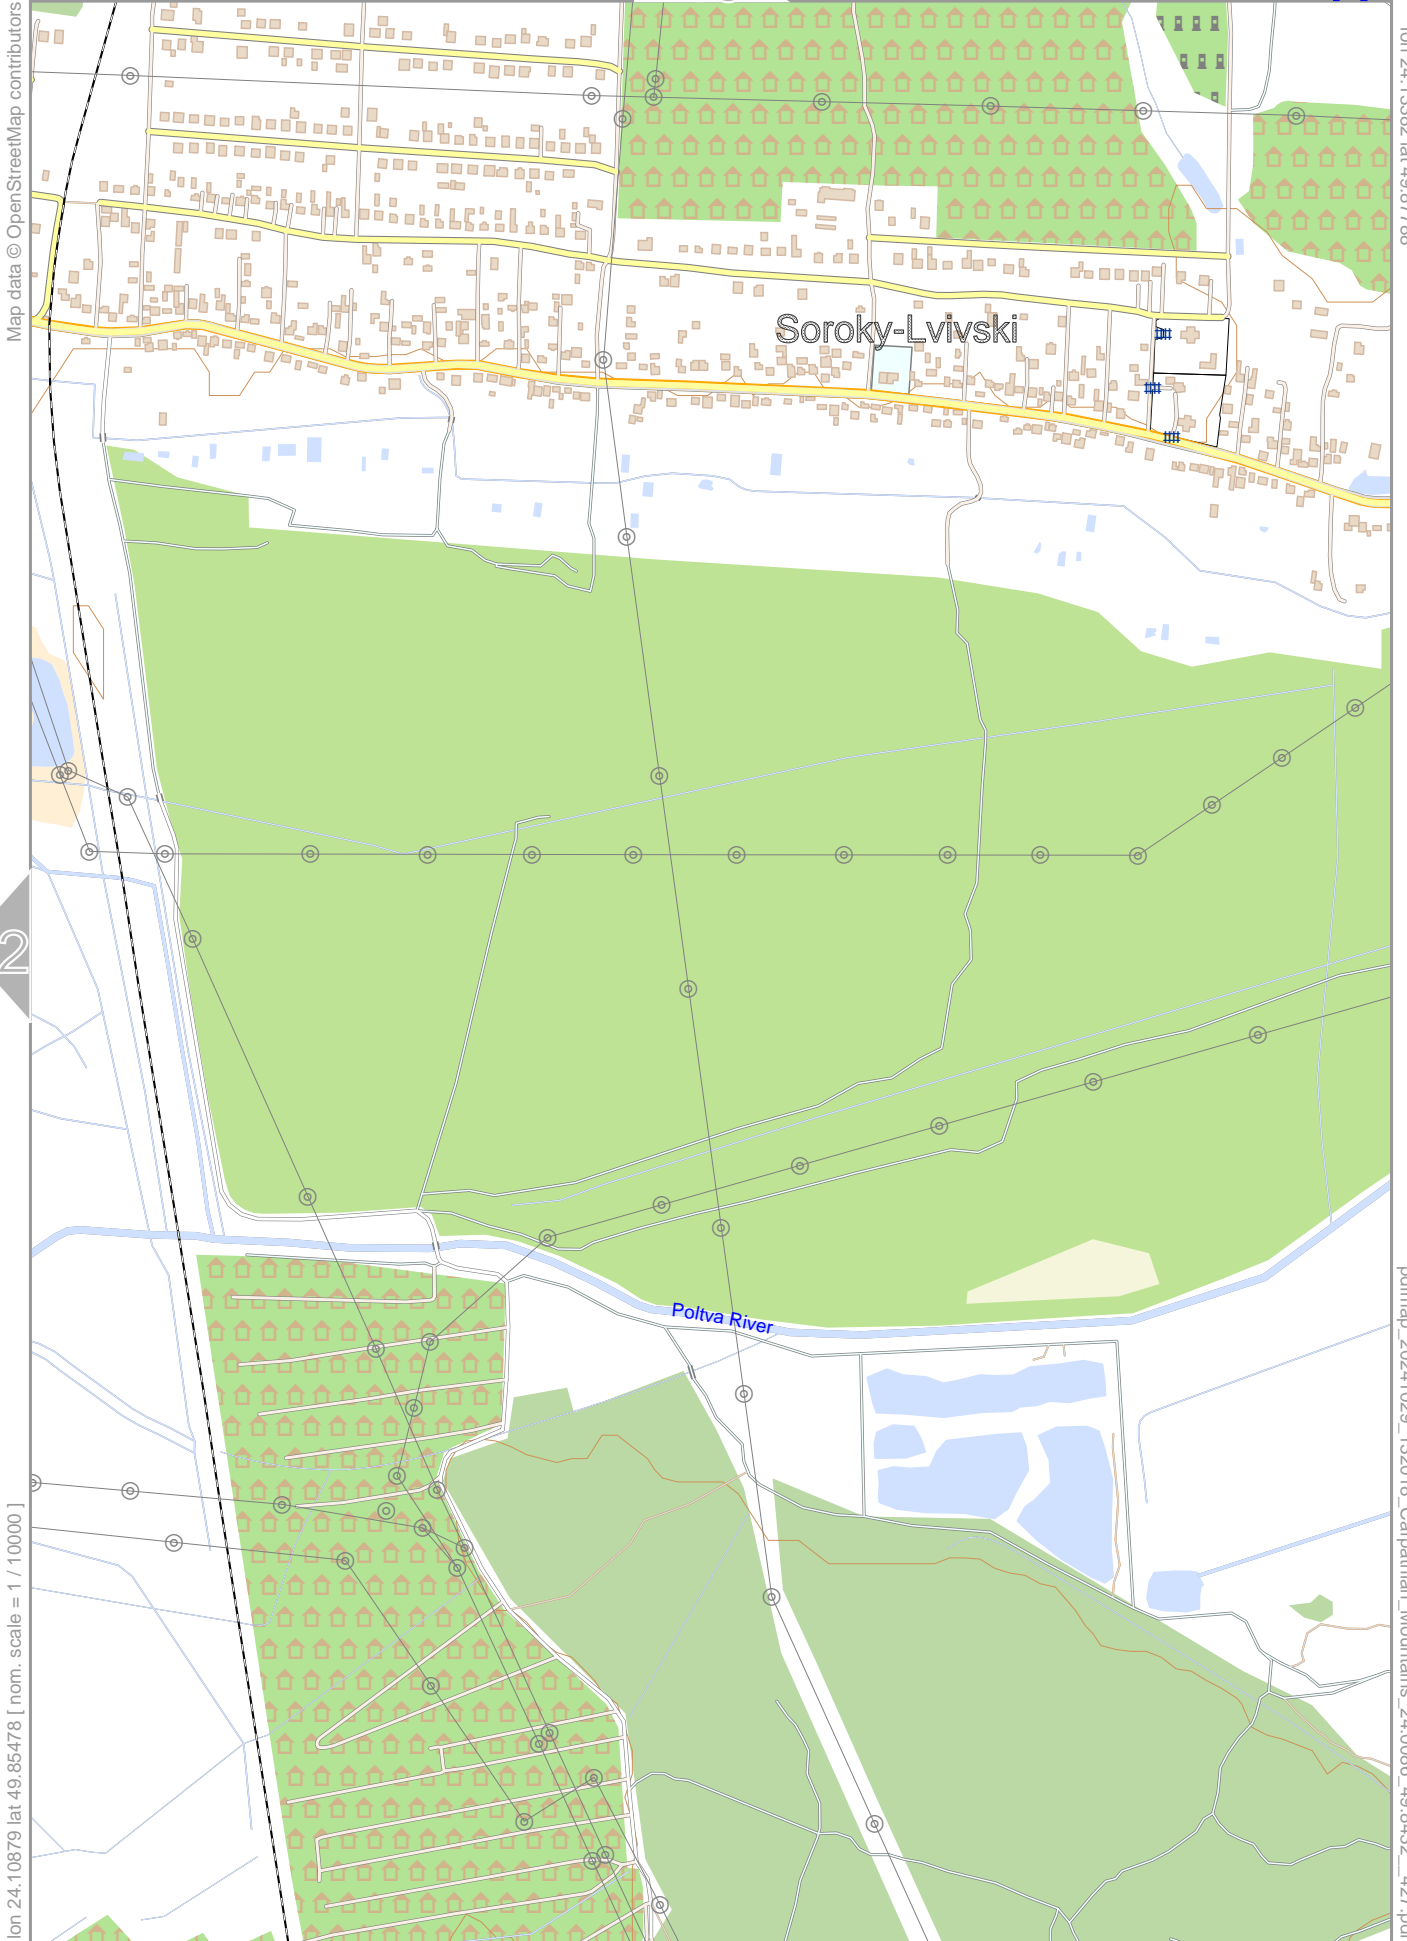 Map data © OpenStreetMap contributors
Soroky-Lvivski
2
Poltva River
lon 24.10879 lat 49.85478 [ nom. scale = 1 / 10000 ]